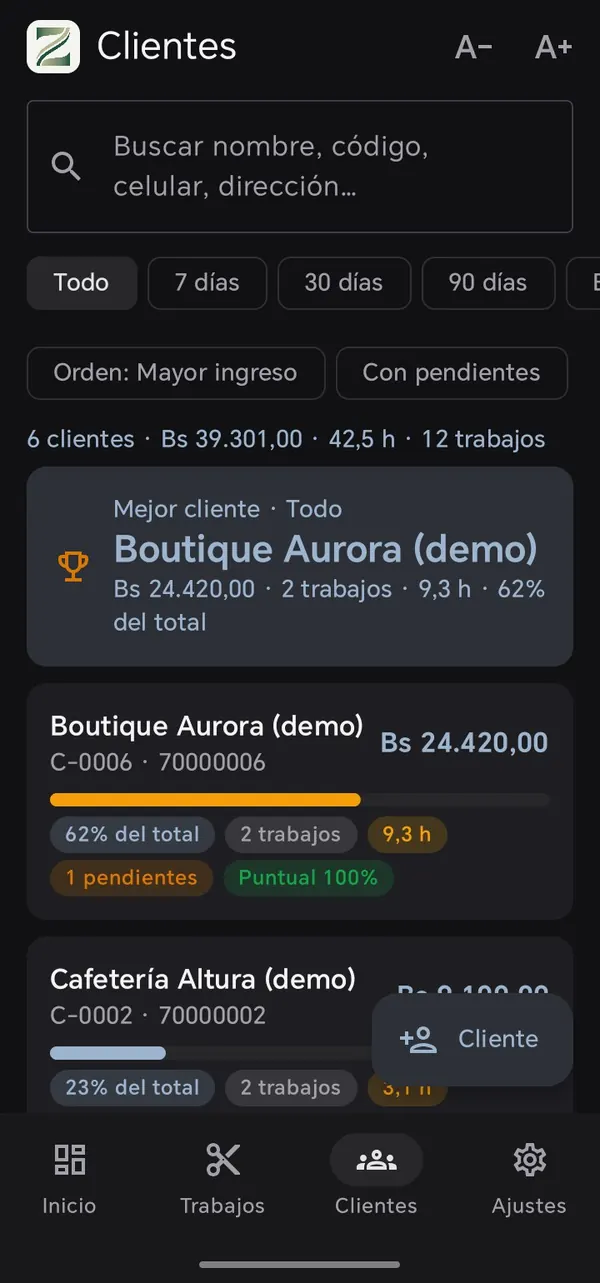 Clientes
A- A+
Buscar nombre, código,
celular, dirección…
Todo 7 días 30 días 90 días
Orden: Mayor ingreso Con pendientes
6 clientes · Bs 39.301,00 · 42,5 h · 12 trabajos
Mejor cliente · Todo
Boutique Aurora (demo)
Bs 24.420,00 · 2 trabajos · 9,3 h · 62%
del total
Boutique Aurora (demo)
Bs 24.420,00
C-0006 · 70000006
62% del total 2 trabajos 9,3 h
1 pendientes Puntual 100%
Cafetería Altura (demo)
C-0002 · 70000002
Cliente
23% del total 2 trabajos 3,1 h
Inicio Trabajos Clientes Ajustes